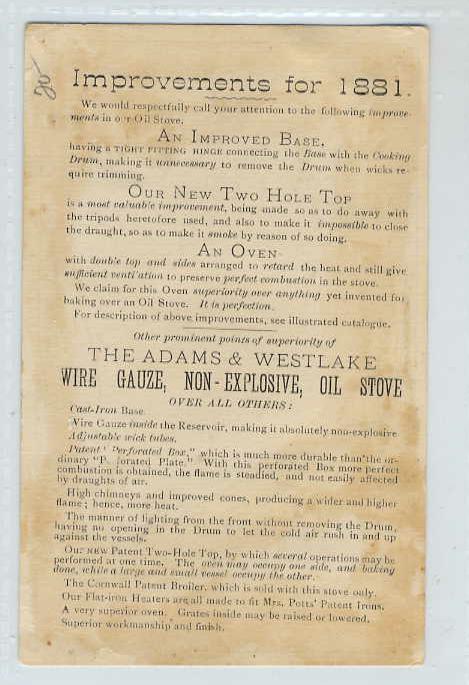 80
Improvements for 1881.
We would respectfully call your attention to the following improve-
ments in our Oil Stove.
AN IMPROVED BASE,
having a TIGHT FITTING HINGE connecting the Base with the Cooking
Drum, making it unnecessary to remove the Drum when wicks re-
quire trimming.
OUR NEW TWO HOLE TOP
is a most valuable improvement, being made so as to do away with
the tripods heretofore used, and also to make it impossible to close
the draught, so as to make it smoke by reason of so doing.
AN OVEN
with double top and sides arranged to retard the heat and still give
sufficient ventilation to preserve perfect combustion in the stove.
We claim for this Oven superiority over anything yet invented for
baking over an Oil Stove. It is perfection.
For description of above improvements, see illustrated catalogue.
Other prominent points of superiority of
THE ADAMS & WESTLAKE
WIRE GAUZE, NON-EXPLOSIVE, OIL STOVE
OVER ALL OTHERS:
Cast-Iron Base.
Wire Gauze inside the Reservoir, making it absolutely non-explosive
Adjustable wick tubes.
Patent "Perforated Box," which is much more durable than the or-
dinary "Perforated Plate." With this perforated Box more perfect
combustion is obtained, the flame is steadied, and not easily affected
by draughts of air.
High chimneys and improved cones, producing a wider and higher
flame; hence, more heat.
The manner of lighting from the front without removing the Drum,
having no opening in the Drum to let the cold air rush in and up
against the vessels.
Our NEW Patent Two-Hole Top, by which several operations may be
performed at one time. The oven may occupy one side, and baking
done, while a large and small vessel occupy the other.
The Cornwall Patent Broiler, which is sold with this stove only.
Our Flat-iron Heaters are all made to fit Mrs. Potts' Patent Irons.
A very superior oven. Grates inside may be raised or lowered.
Superior workmanship and finish.